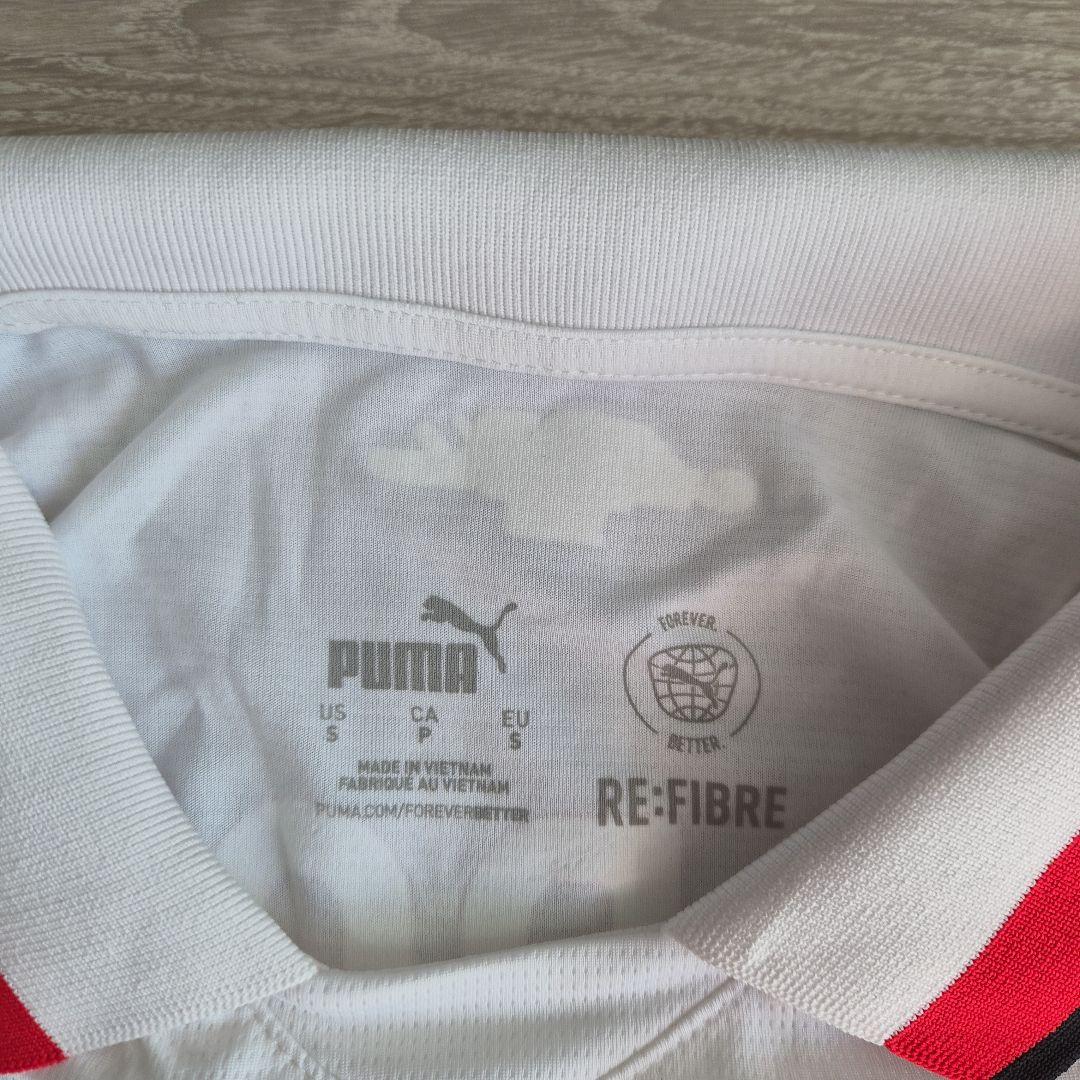 PUMA
US CA EU
S P S
MADE IN VIETNAM
FABRIQUÉ AU VIETNAM
PUMA.COM/FOREVERBETTER
FOREVER.
BETTER.
RE:FIBRE